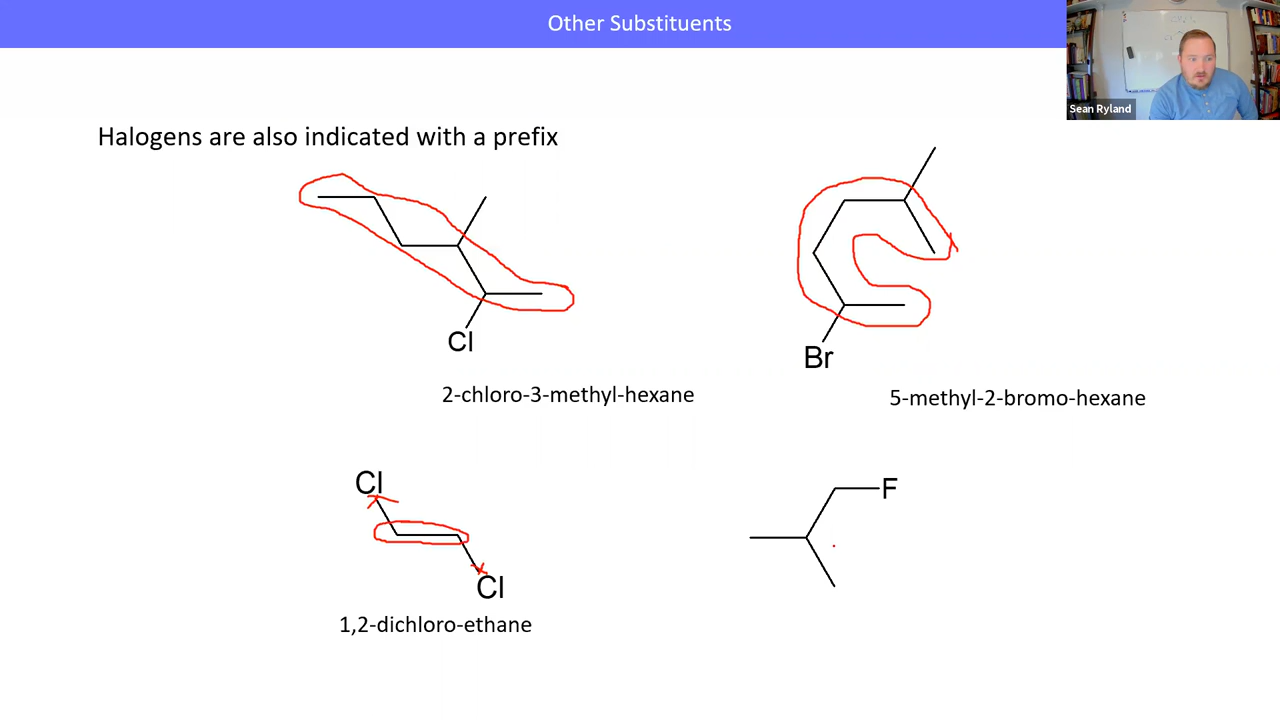 Other Substituents
Sean Ryland
Halogens are also indicated with a prefix
Cl
Br
2-chloro-3-methyl-hexane
5-methyl-2-bromo-hexane
Cl
F
Cl
1,2-dichloro-ethane